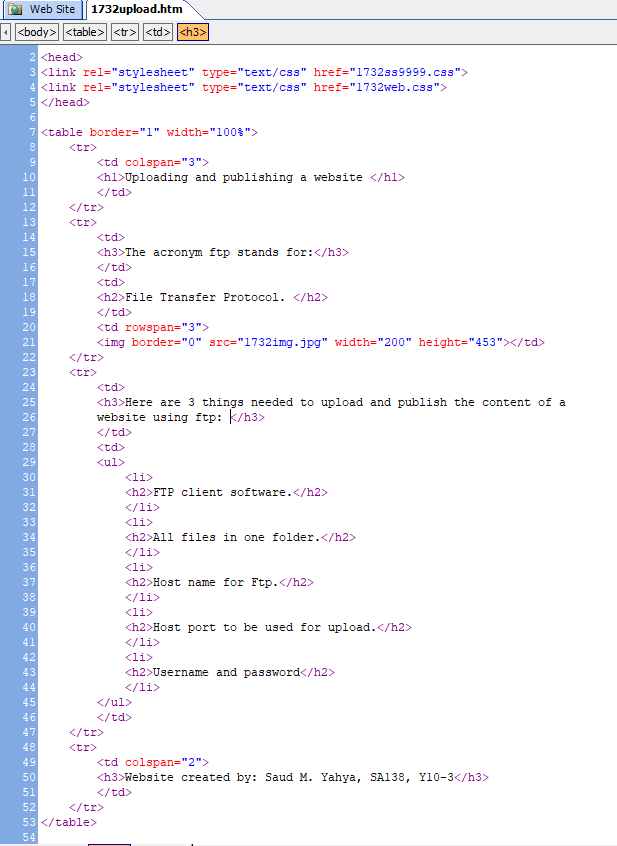 Web Site 1732upload.htm
<body> <table> <tr> <td> <h3>
2 <head>
3 <link rel="stylesheet" type="text/css" href="1732ss9999.css">
4 <link rel="stylesheet" type="text/css" href="1732web.css">
5 </head>
6
7 <table border="1" width="100%">
8 <tr>
9 <td colspan="3">
10 <h1>Uploading and publishing a website </h1>
11 </td>
12 </tr>
13 <tr>
14 <td>
15 <h3>The acronym ftp stands for:</h3>
16 </td>
17 <td>
18 <h2>File Transfer Protocol. </h2>
19 </td>
20 <td rowspan="3">
21 <img border="0" src="1732img.jpg" width="200" height="453"></td>
22 </tr>
23 <tr>
24 <td>
25 <h3>Here are 3 things needed to upload and publish the content of a
26 website using ftp: </h3>
27 </td>
28 <td>
29 <ul>
30 <li>
31 <h2>FTP client software.</h2>
32 </li>
33 <li>
34 <h2>All files in one folder.</h2>
35 </li>
36 <li>
37 <h2>Host name for Ftp.</h2>
38 </li>
39 <li>
40 <h2>Host port to be used for upload.</h2>
41 </li>
42 <li>
43 <h2>Username and password</h2>
44 </li>
45 </ul>
46 </td>
47 </tr>
48 <tr>
49 <td colspan="2">
50 <h3>Website created by: Saud M. Yahya, SA138, Y10-3</h3>
51 </td>
52 </tr>
53 </table>
54